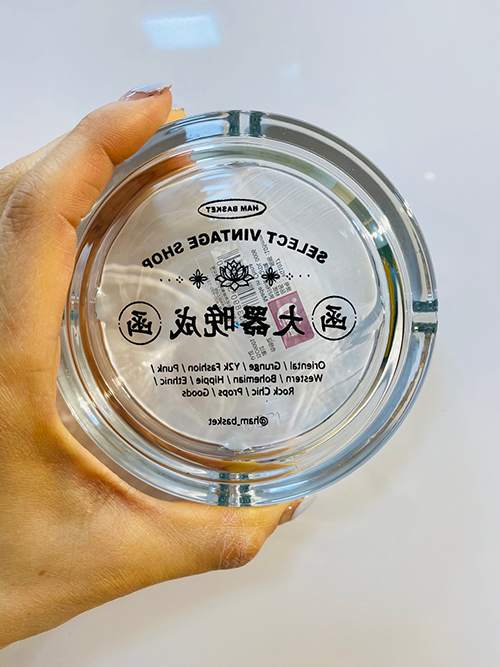 HAM BASKET
SELECT VINTAGE SHOP
函 大器晚成 函
Oriental / Grunge Y2k Fashion / Punk /
Western / Bohemian Hippie / Ethnic /
Rock Chic / Props / Goods
@ham_basket